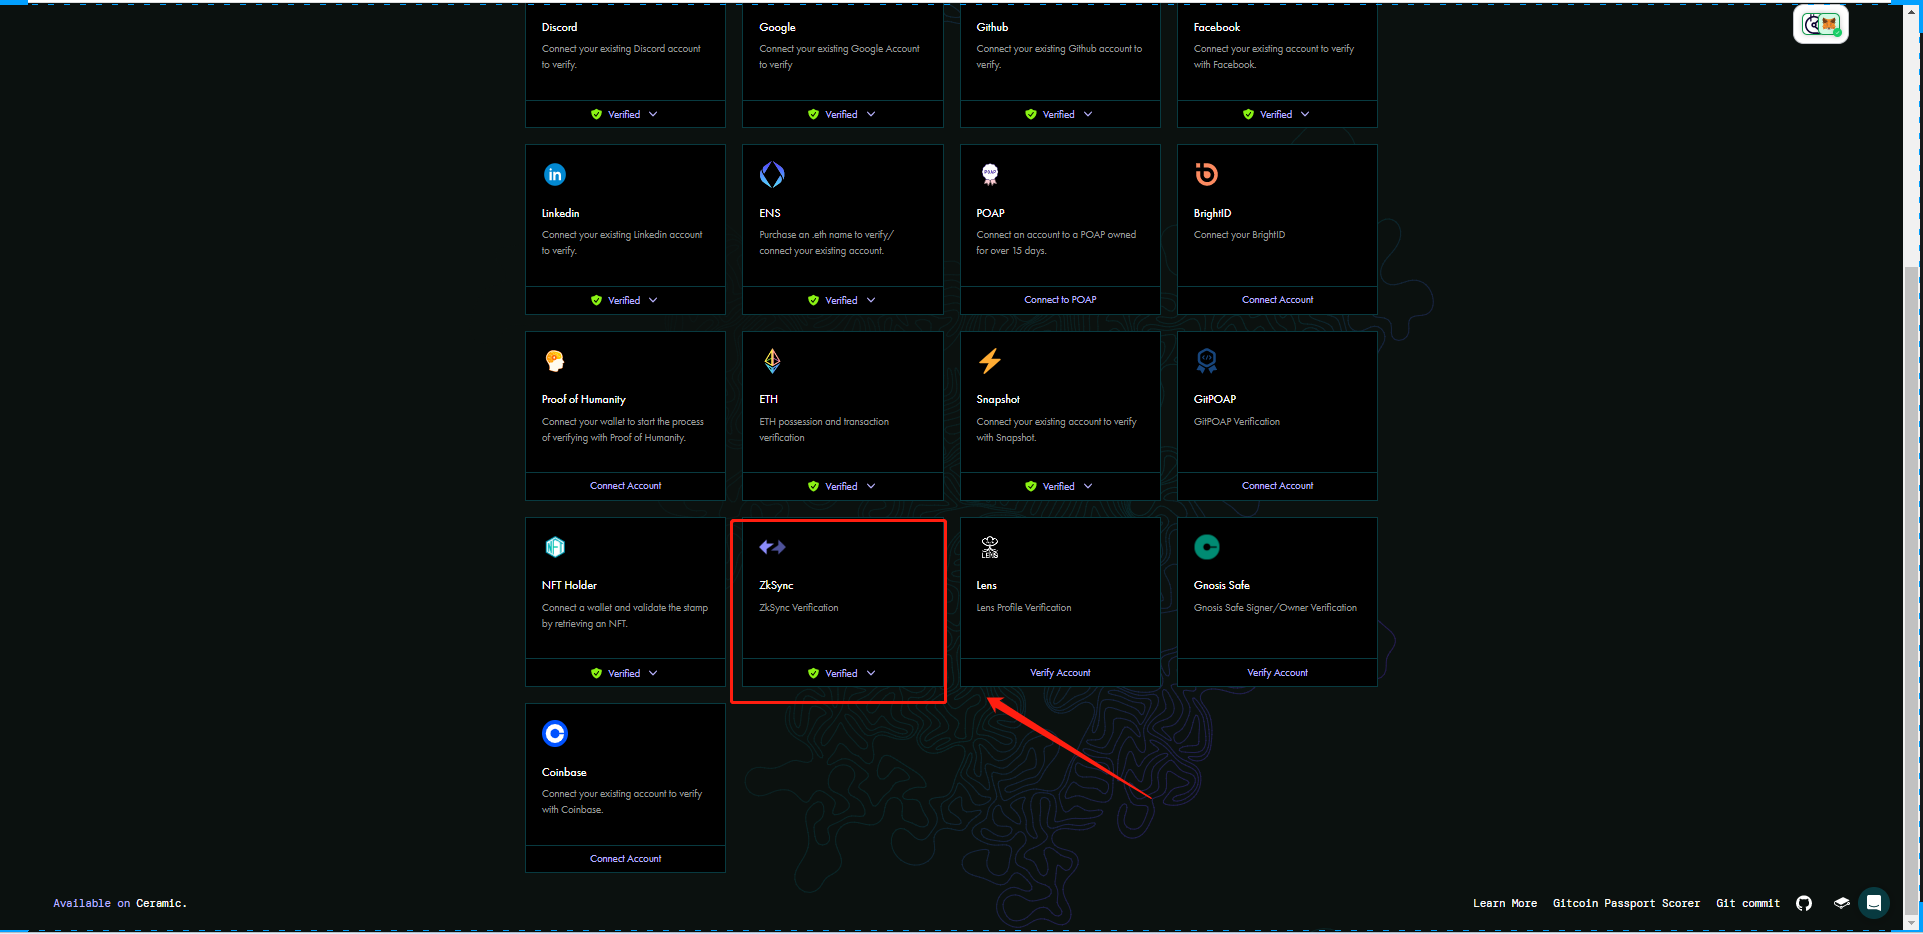 Discord
Connect your existing Discord account
to verify.
Verified
Google
Connect your existing Google Account
to verify
Verified
Github
Connect your existing Github account to
verify.
Verified
Facebook
Connect your existing account to verify
with Facebook.
Verified
in
Linkedin
Connect your existing Linkedin account
to verify.
Verified
ENS
Purchase an .eth name to verify/
connect your existing account.
Verified
POAP
POAP
Connect an account to a POAP owned
for over 15 days.
Connect to POAP
BrightID
Connect your BrightID
Connect Account
Proof of Humanity
Connect your wallet to start the process
of verifying with Proof of Humanity.
Connect Account
ETH
ETH possession and transaction
verification
Verified
Snapshot
Connect your existing account to verify
with Snapshot.
Verified
GitPOAP
GitPOAP Verification
Connect Account
NFT
NFT Holder
Connect a wallet and validate the stamp
by retrieving an NFT.
Verified
ZkSync
ZkSync Verification
Verified
LENS
Lens
Lens Profile Verification
Verify Account
Gnosis Safe
Gnosis Safe Signer/Owner Verification
Verify Account
Coinbase
Connect your existing account to verify
with Coinbase.
Connect Account
Available on Ceramic.
Learn More Gitcoin Passport Scorer Git commit